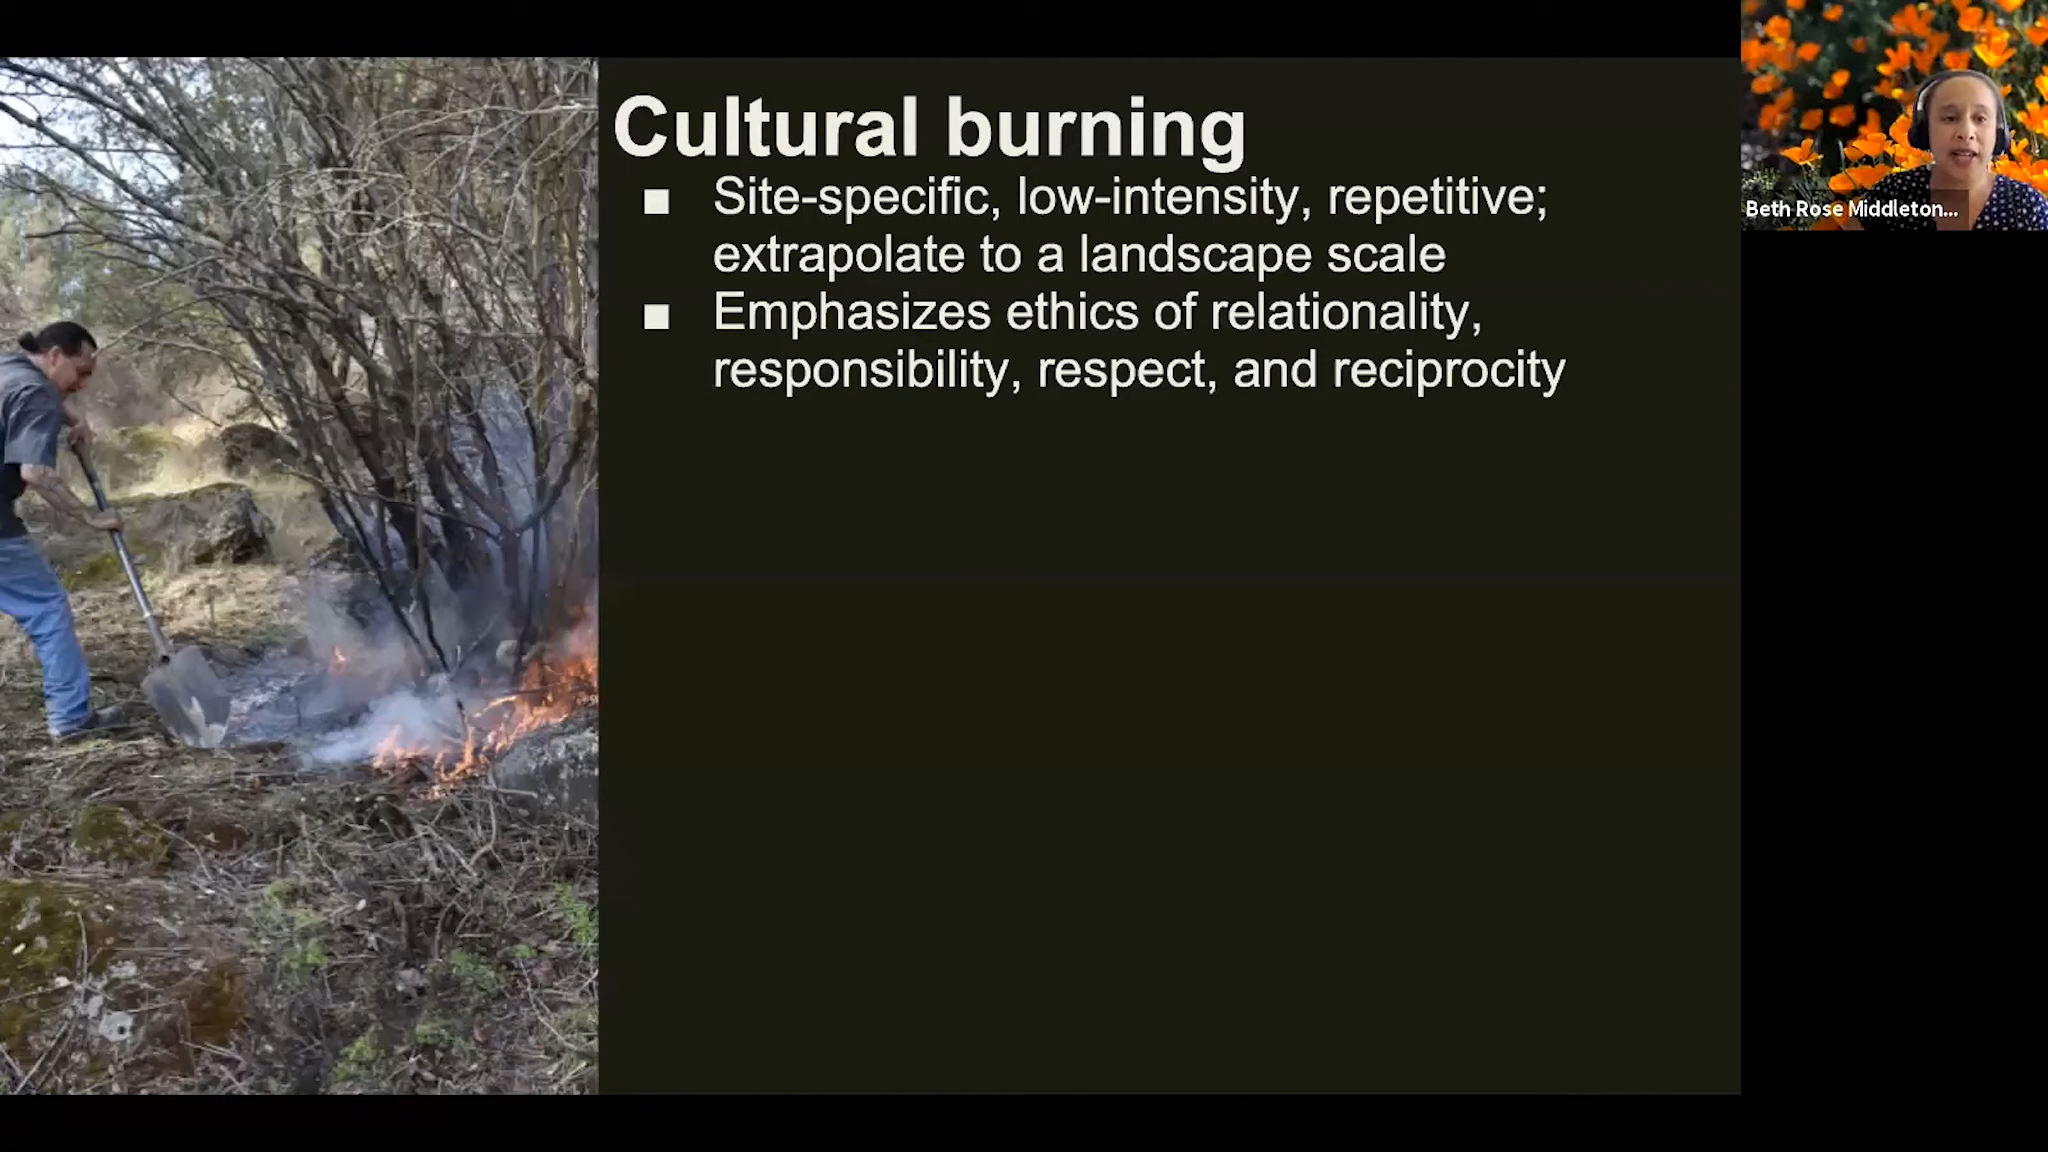 Cultural burning
■ Site-specific, low-intensity, repetitive;
extrapolate to a landscape scale
■ Emphasizes ethics of relationality,
responsibility, respect, and reciprocity
Beth Rose Middleton...